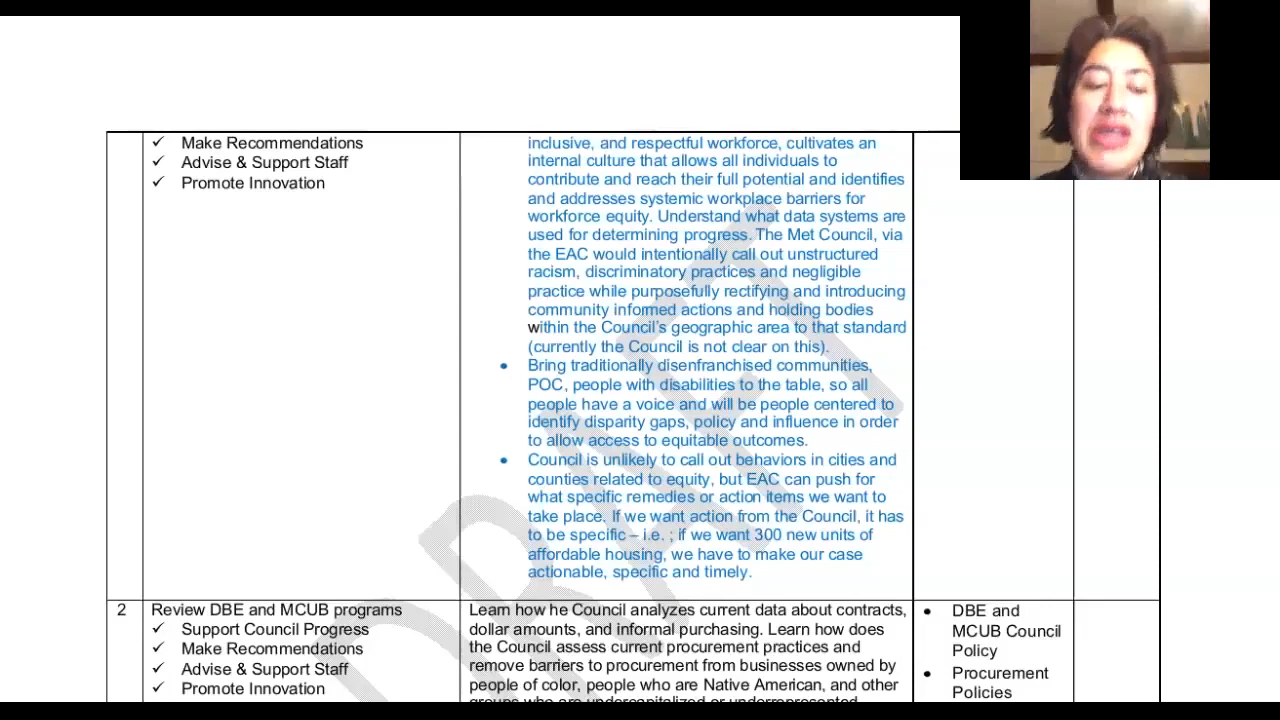 Make Recommendations
Advise & Support Staff
Promote Innovation
inclusive, and respectful workforce, cultivates an
internal culture that allows all individuals to
contribute and reach their full potential and identifies
and addresses systemic workplace barriers for
workforce equity. Understand what data systems are
used for determining progress. The Met Council, via
the EAC would intentionally call out unstructured
racism, discriminatory practices and negligible
practice while purposefully rectifying and introducing
community informed actions and holding bodies
within the Council's geographic area to that standard
(currently the Council is not clear on this).
Bring traditionally disenfranchised communities,
POC, people with disabilities to the table, so all
people have a voice and will be people centered to
identify disparity gaps, policy and influence in order
to allow access to equitable outcomes.
Council is unlikely to call out behaviors in cities and
counties related to equity, but EAC can push for
what specific remedies or action items we want to
take place. If we want action from the Council, it has
to be specific – i.e. ; if we want 300 new units of
affordable housing, we have to make our case
actionable, specific and timely.
2
Review DBE and MCUB programs
Support Council Progress
Make Recommendations
Advise & Support Staff
Promote Innovation
Learn how he Council analyzes current data about contracts,
dollar amounts, and informal purchasing. Learn how does
the Council assess current procurement practices and
remove barriers to procurement from businesses owned by
people of color, people who are Native American, and other
groups who are undercapitalized or underrepresented
DBE and
MCUB Council
Policy
Procurement
Policies
DRAFT